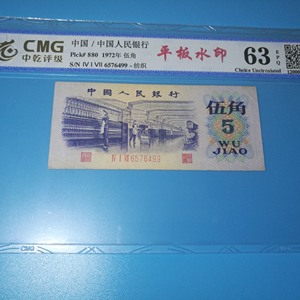 CMG
中乾评级
中国 / 中国人民银行
Pick# 880 1972年 伍角
S/N IV I VII 6576499 - 纺织
平板水印
63
EPQ
Choice Uncirculated
中国人民银行
伍角
5
WU
JIAO
IV I VII 6576499